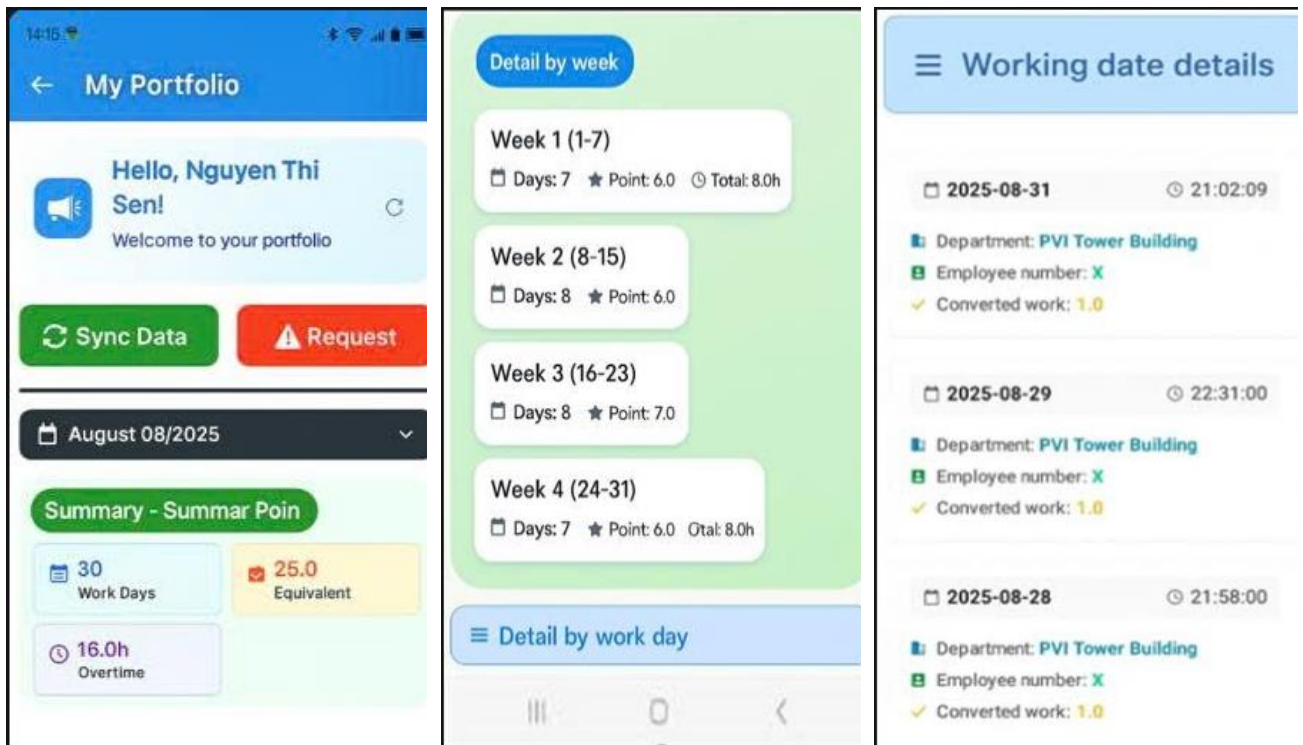 14:15
My Portfolio
Hello, Nguyen Thi
Sen!
Welcome to your portfolio
Sync Data
Request
August 08/2025
Summary - Summar Poin
30
Work Days
25.0
Equivalent
16.0h
Overtime
Detail by week
Week 1 (1-7)
Days: 7 Point: 6.0 Total: 8.0h
Week 2 (8-15)
Days: 8 Point: 6.0
Week 3 (16-23)
Days: 8 Point: 7.0
Week 4 (24-31)
Days: 7 Point: 6.0 Otal: 8.0h
Detail by work day
Working date details
2025-08-31 21:02:09
Department: PVI Tower Building
Employee number: X
Converted work: 1.0
2025-08-29 22:31:00
Department: PVI Tower Building
Employee number: X
Converted work: 1.0
2025-08-28 21:58:00
Department: PVI Tower Building
Employee number: X
Converted work: 1.0